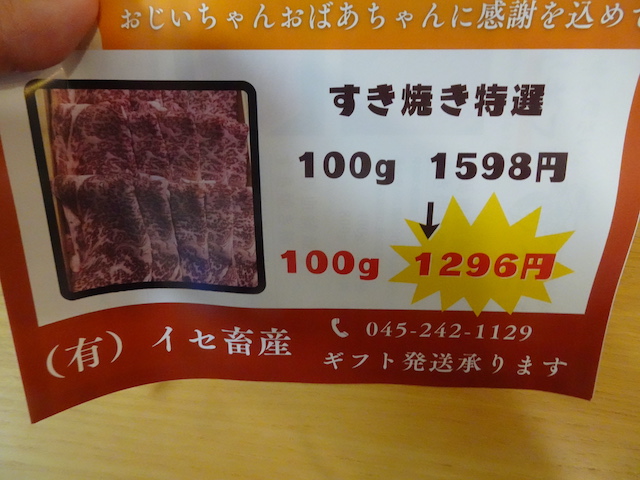 おじいちゃんおばあちゃんに感謝を込め
すき焼き特選
100g 1598円
↓
100g 1296円
(有) イセ畜産
045-242-1129
ギフト発送承ります